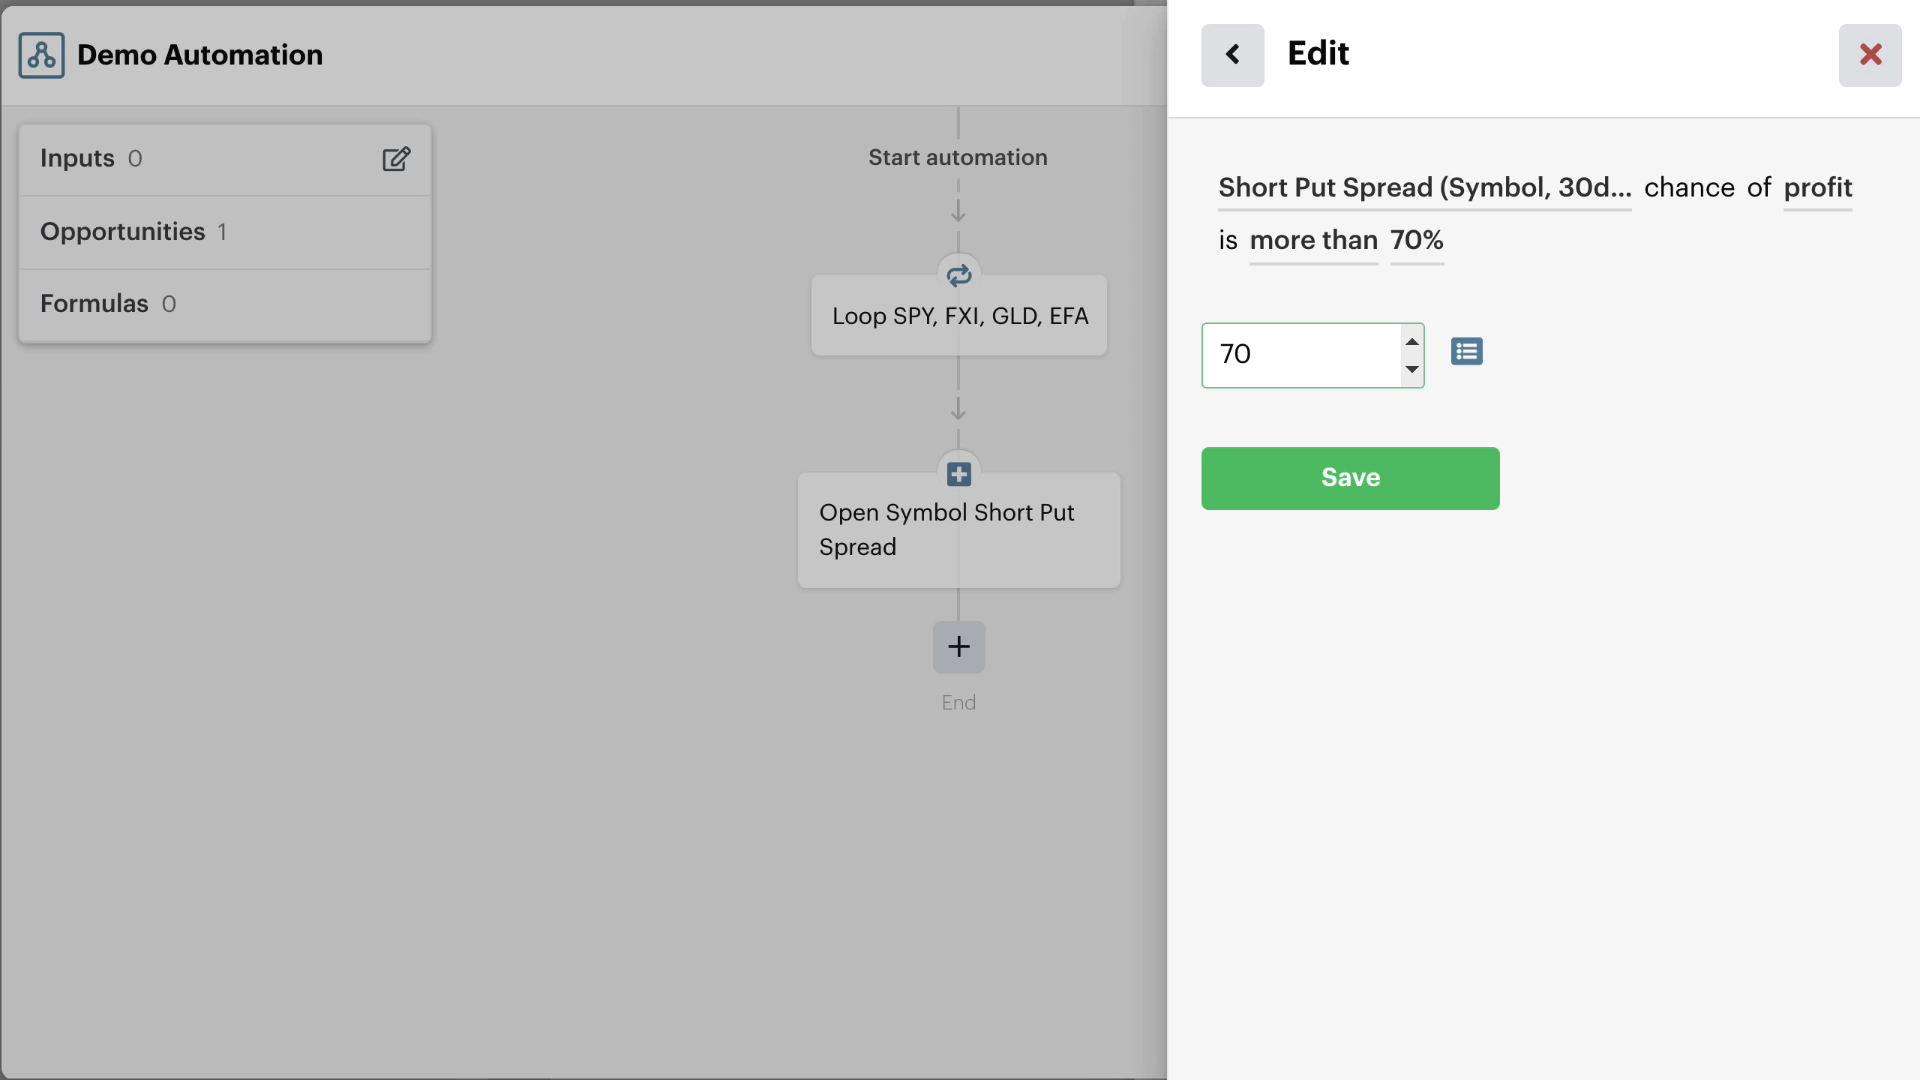 Demo Automation
Inputs 0
Opportunities 1
Formulas 0
Start automation
Loop SPY, FXI, GLD, EFA
Open Symbol Short Put
Spread
End
Edit
Short Put Spread (Symbol, 30d... chance of profit
is more than 70%
70
Save